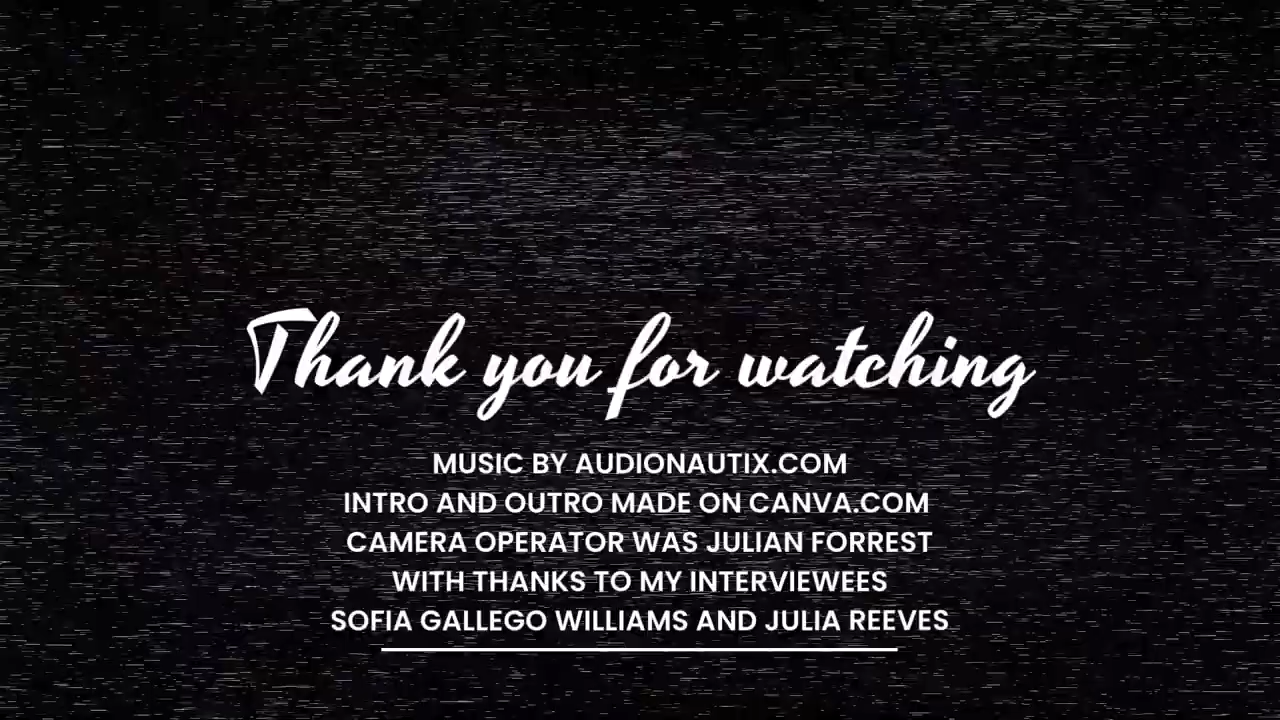 Thank you for watching
MUSIC BY AUDIONAUTIX.COM
INTRO AND OUTRO MADE ON CANVA.COM
CAMERA OPERATOR WAS JULIAN FORREST
WITH THANKS TO MY INTERVIEWEES
SOFIA GALLEGO WILLIAMS AND JULIA REEVES